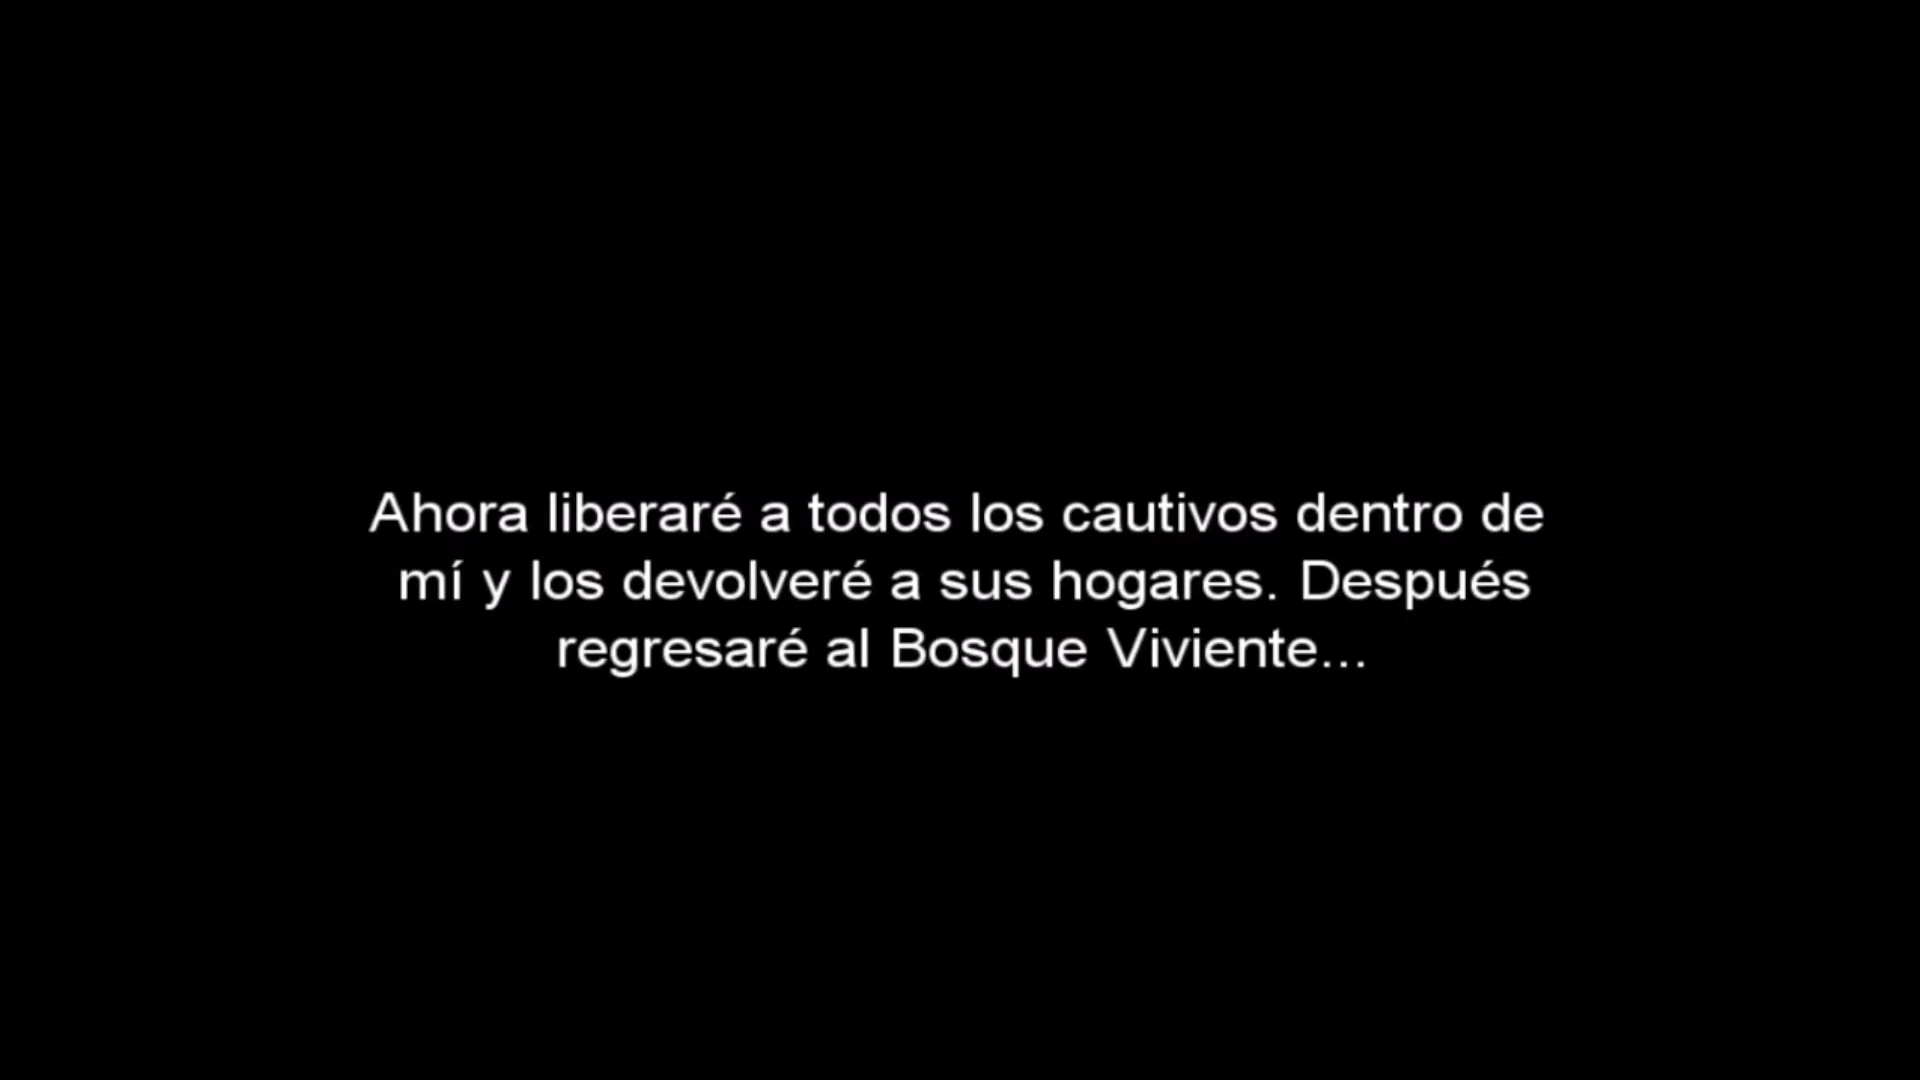 Ahora liberaré a todos los cautivos dentro de
mí y los devolveré a sus hogares. Después
regresaré al Bosque Viviente...